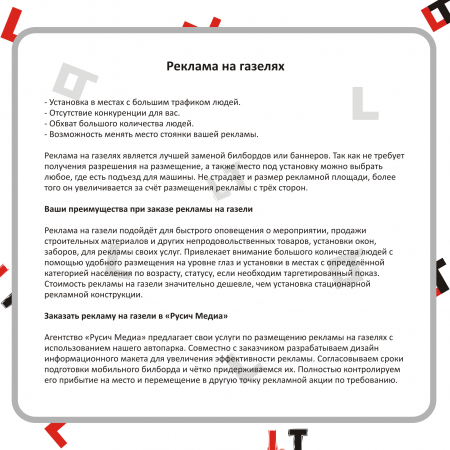 Реклама на газелях
- Установка в местах с большим трафиком людей.
- Отсутствие конкуренции для вас.
- Обхват большого количества людей.
- Возможность менять место стоянки вашей рекламы.
Реклама на газелях является лучшей заменой билбордов или баннеров. Так как не требует
получения разрешения на размещение, а также место под установку можно выбрать
любое, где есть подъезд для машины. Не страдает и размер рекламной площади, более
того он увеличивается за счёт размещения рекламы с трёх сторон.
Ваши преимущества при заказе рекламы на газели
Реклама на газели подойдёт для быстрого оповещения о мероприятии, продажи
строительных материалов и других непродовольственных товаров, установки окон,
заборов, для рекламы своих услуг. Привлекает внимание большого количества людей с
помощью удобного размещения на уровне глаз и установки в местах с определённой
категорией населения по возрасту, статусу, если необходим таргетированный показ.
Стоимость рекламы на газели значительно дешевле, чем установка стационарной
рекламной конструкции.
Заказать рекламу на газели в «Русич Медиа»
Агентство «Русич Медиа» предлагает свои услуги по размещению рекламы на газелях с
использованием нашего автопарка. Совместно с заказчиком разрабатываем дизайн
информационного макета для увеличения эффективности рекламы. Согласовываем сроки
подготовки мобильного билборда и чётко придерживаемся их. Полностью контролируем
его прибытие на место и перемещение в другую точку рекламной акции по требованию.